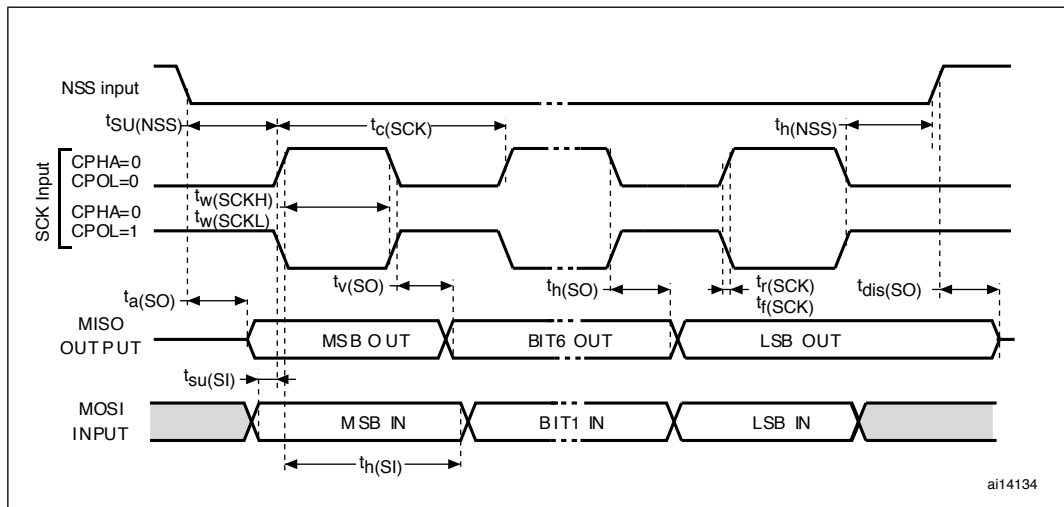 NSS input
tSU(NSS)
tc(SCK)
th(NSS)
SCK Input
CPHA=0
CPOL=0
tw(SCKH)
tw(SCKL)
CPHA=0
CPOL=1
ta(SO)
tv(SO)
th(SO)
tr(SCK)
tf(SCK)
tdis(SO)
MISO
OUTPUT
MSB OUT
BIT6 OUT
LSB OUT
tsu(SI)
MOSI
INPUT
MSB IN
BIT1 IN
LSB IN
th(SI)
ai14134